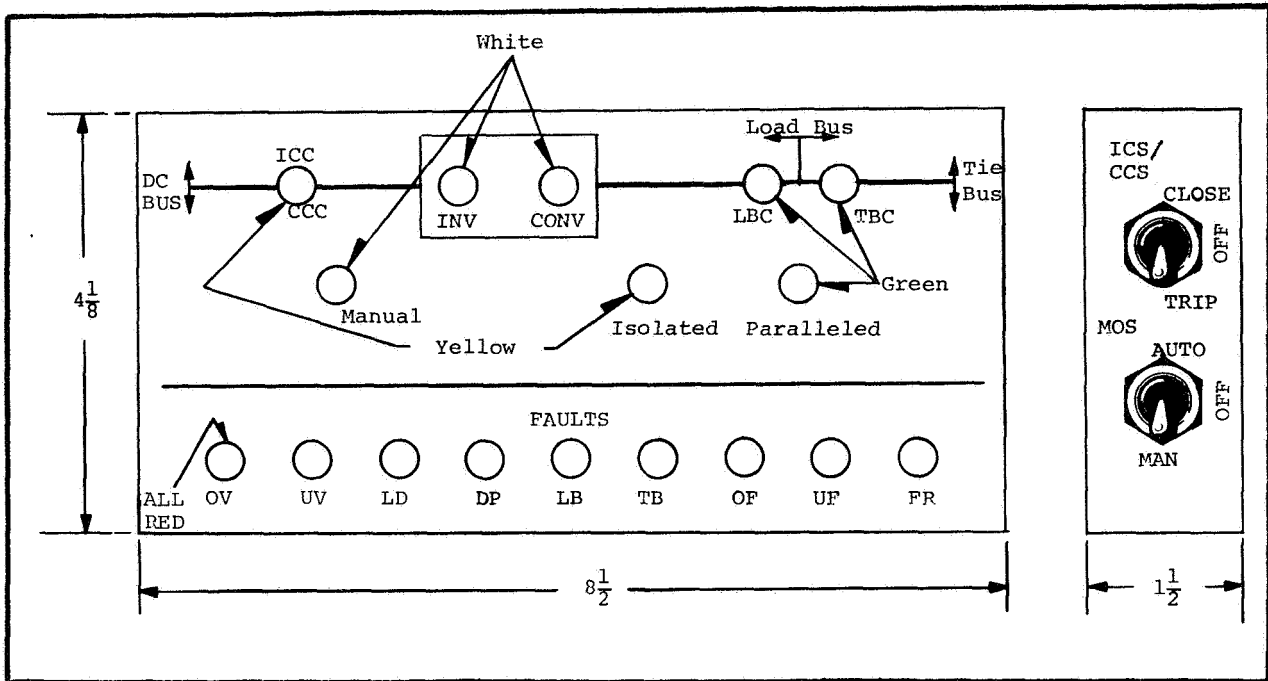 White
Load Bus
ICC
DC
BUS
CCC
INV
CONV
LBC
TBC
Tie
Bus
Manual
Isolated
Paralleled
Green
Yellow
4 1/8
FAULTS
ALL
RED
OV
UV
LD
DP
LB
TB
OF
UF
FR
8 1/2
ICS/
CCS
CLOSE
OFF
TRIP
MOS
AUTO
OFF
MAN
1 1/2